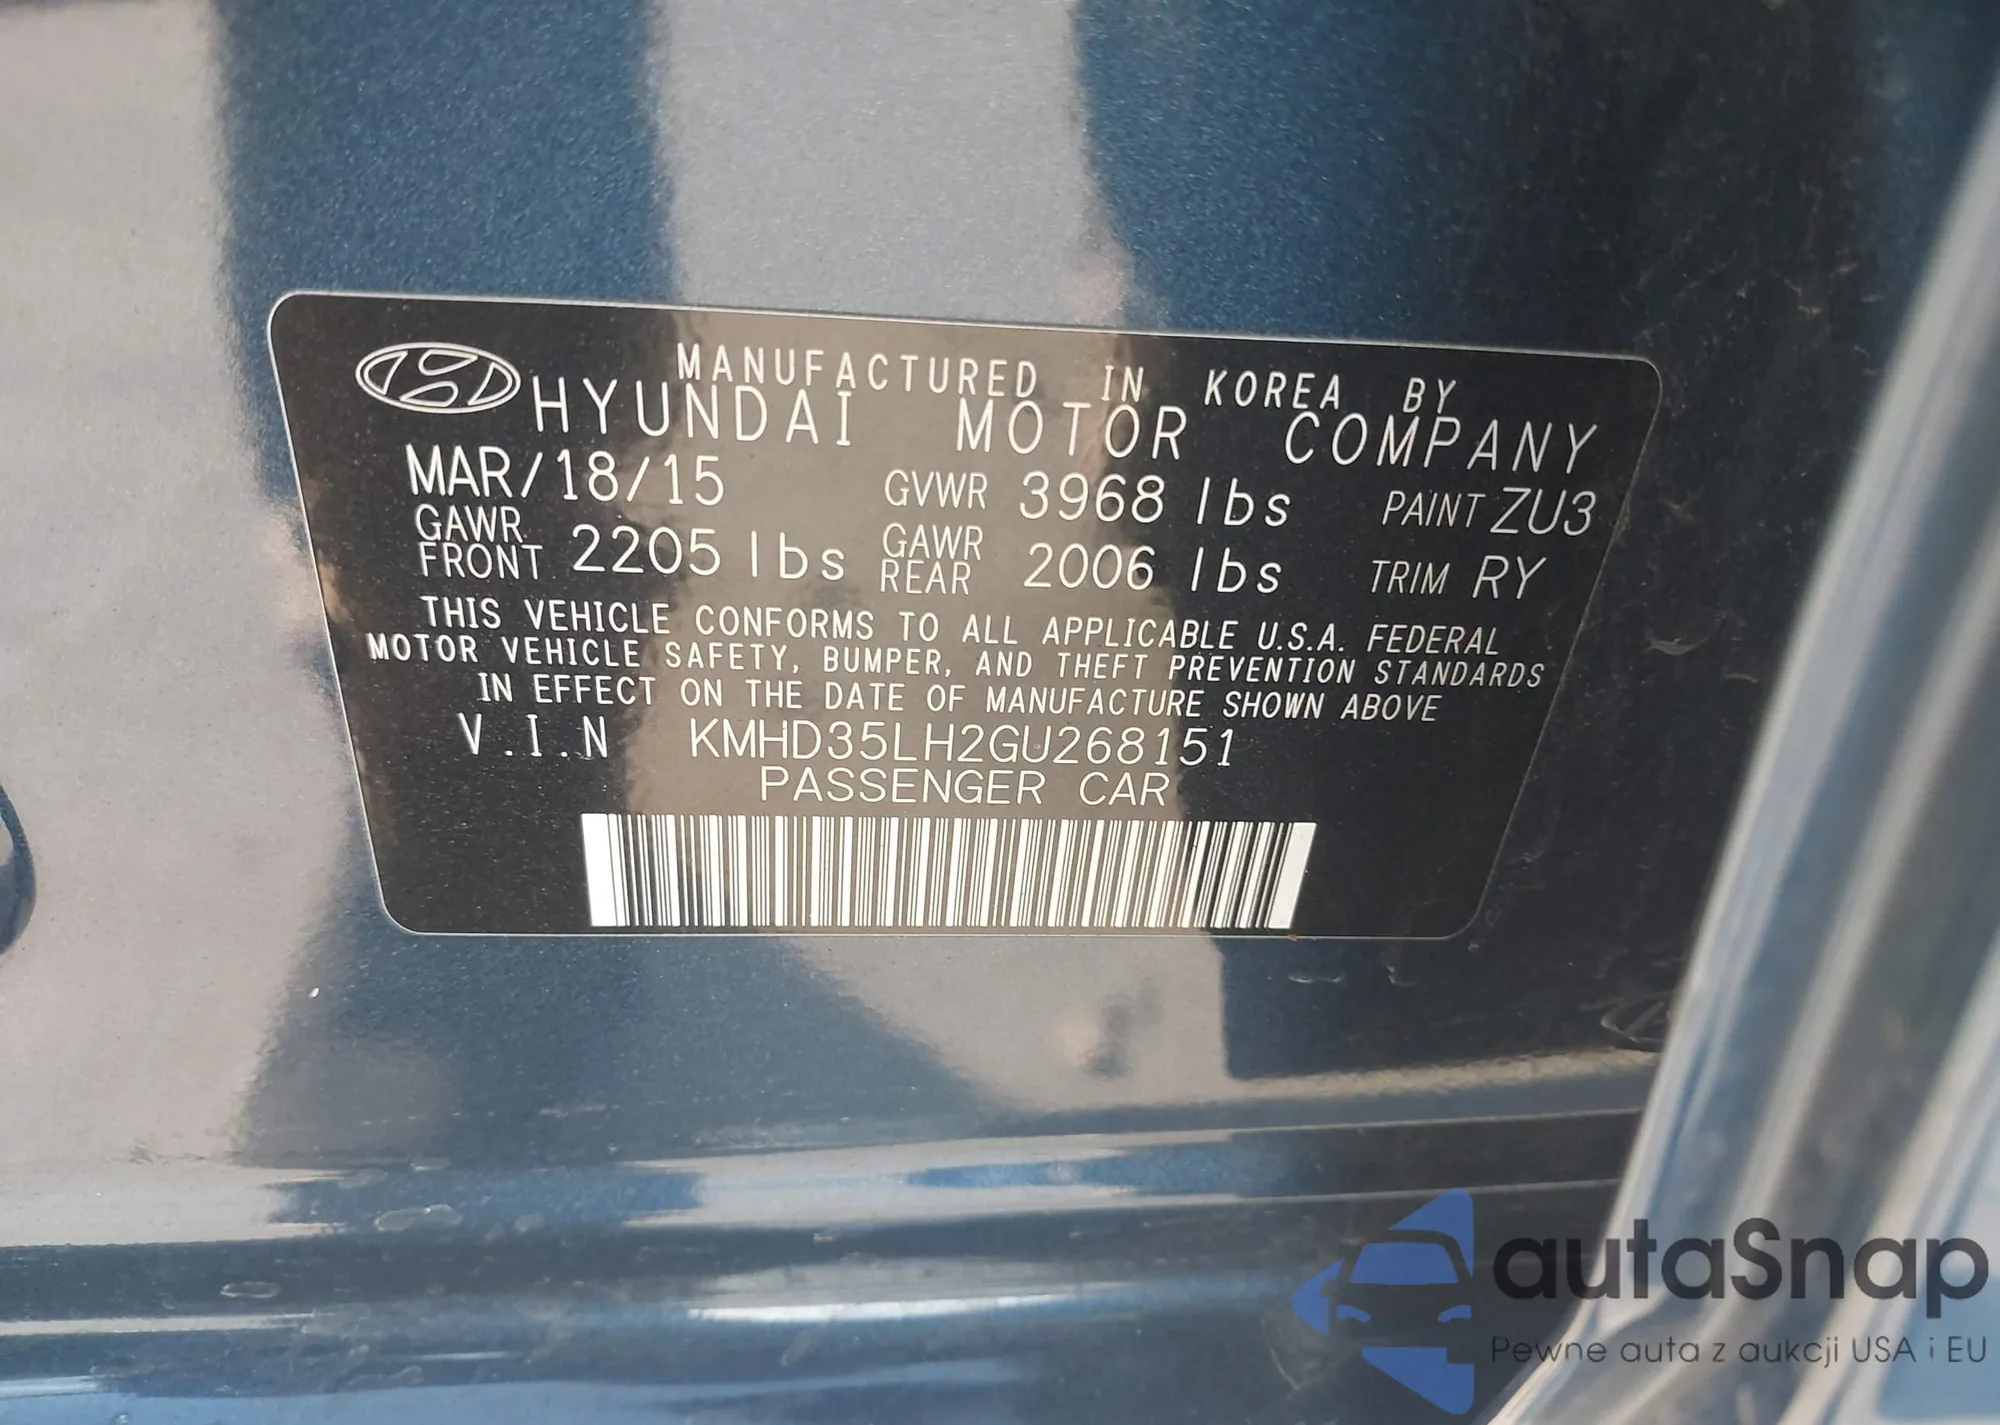 MANUFACTURED IN KOREA BY
HYUNDAI MOTOR COMPANY
MAR/18/15 GVWR 3968 lbs PAINT ZU3
GAWR FRONT 2205 lbs GAWR REAR 2006 lbs TRIM RY
THIS VEHICLE CONFORMS TO ALL APPLICABLE U.S.A. FEDERAL
MOTOR VEHICLE SAFETY, BUMPER, AND THEFT PREVENTION STANDARDS
IN EFFECT ON THE DATE OF MANUFACTURE SHOWN ABOVE
V.I.N KMHD35LH2GU268151
PASSENGER CAR
autaSnap
Pewne auta z aukcji USA i EU